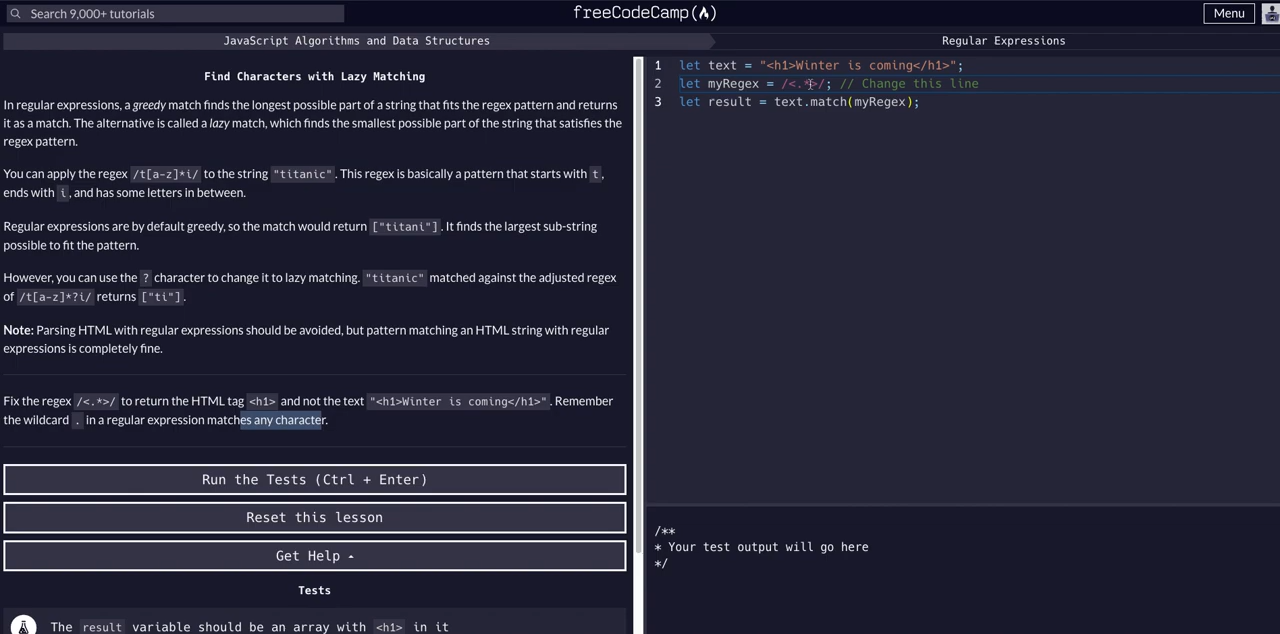 Search 9,000+ tutorials
freeCodeCamp
Menu
JavaScript Algorithms and Data Structures
Regular Expressions
Find Characters with Lazy Matching
In regular expressions, a greedy match finds the longest possible part of a string that fits the regex pattern and returns
it as a match. The alternative is called a lazy match, which finds the smallest possible part of the string that satisfies the
regex pattern.
You can apply the regex /t[a-z]*i/ to the string "titanic". This regex is basically a pattern that starts with t,
ends with i, and has some letters in between.
Regular expressions are by default greedy, so the match would return ["titani"]. It finds the largest sub-string
possible to fit the pattern.
However, you can use the ? character to change it to lazy matching. "titanic" matched against the adjusted regex
of /t[a-z]*?i/ returns ["ti"].
Note: Parsing HTML with regular expressions should be avoided, but pattern matching an HTML string with regular
expressions is completely fine.
Fix the regex /<.*>/ to return the HTML tag <h1> and not the text "<h1>Winter is coming</h1>". Remember
the wildcard . in a regular expression matches any character.
Run the Tests (Ctrl + Enter)
Reset this lesson
Get Help
Tests
The result variable should be an array with <h1> in it
1 let text = "<h1>Winter is coming</h1>";
2 let myRegex = /<.*>/; // Change this line
3 let result = text.match(myRegex);
/**
* Your test output will go here
*/